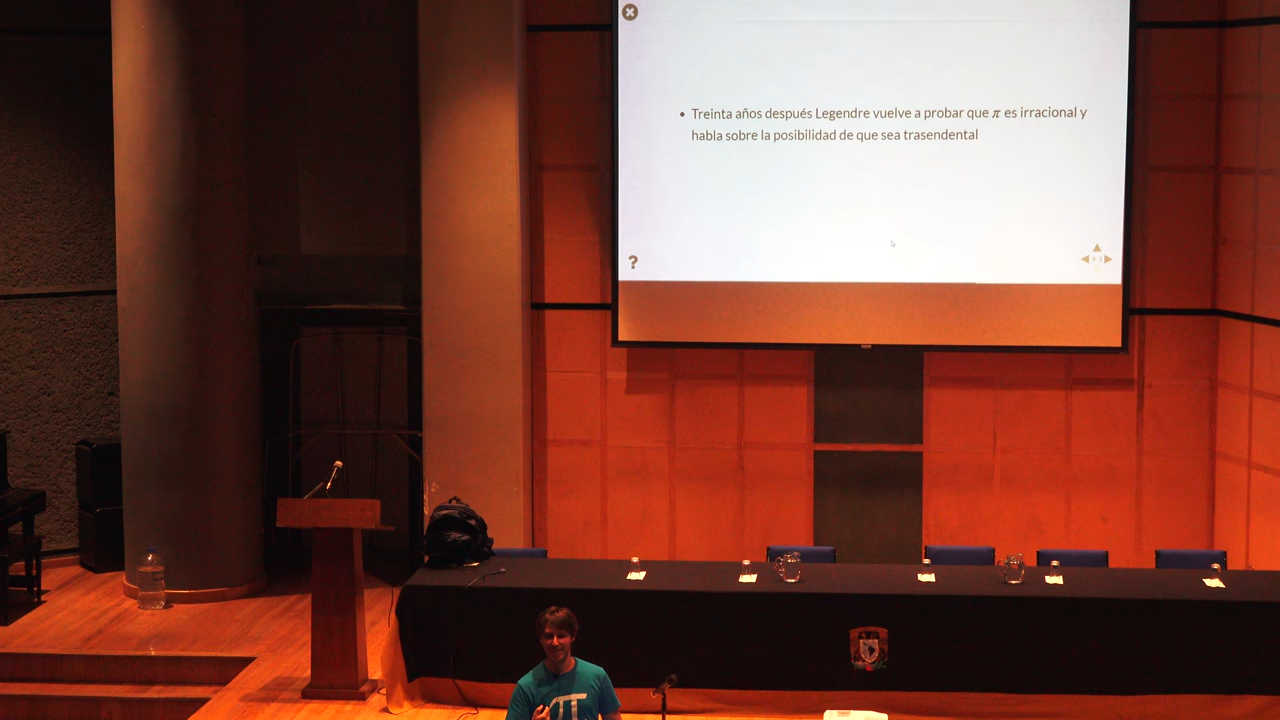 Treinta años después Legendre vuelve a probar que π es irracional y
habla sobre la posibilidad de que sea trasendental
?
π